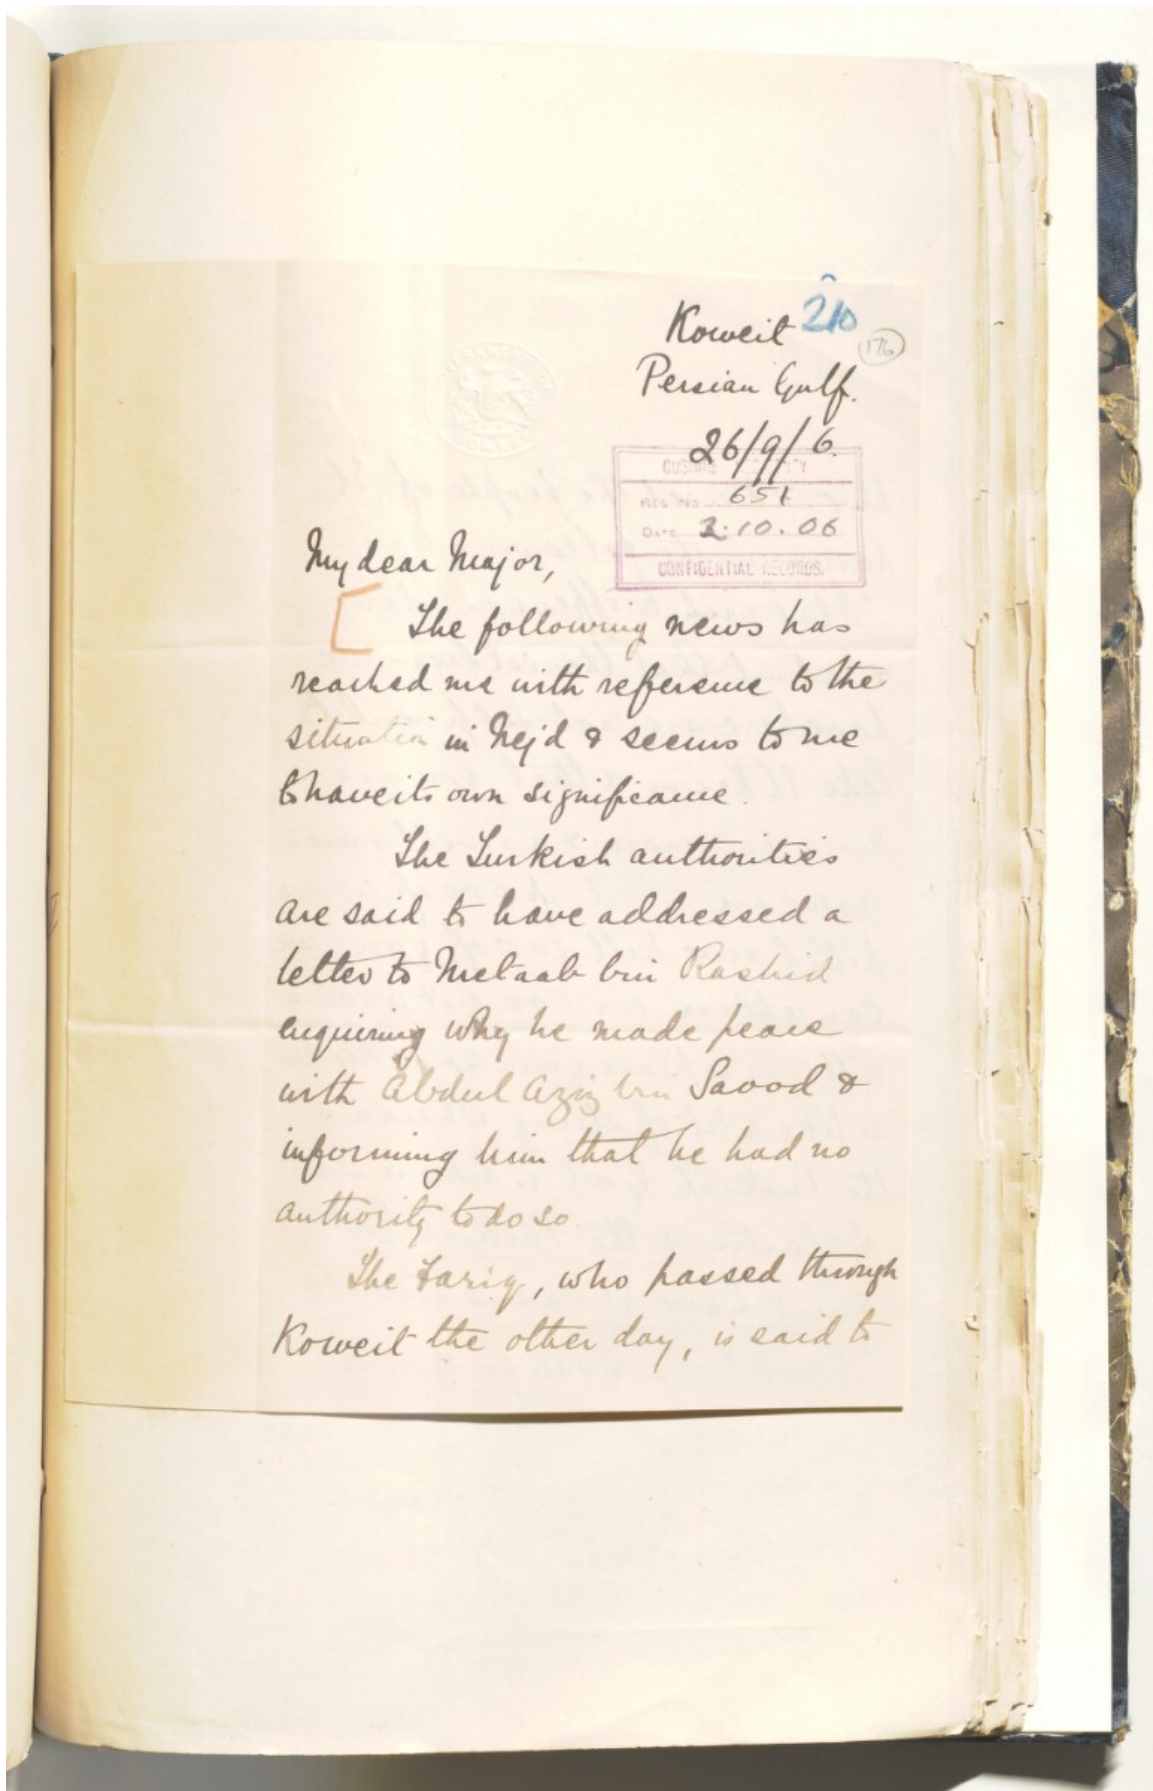 Koweit 210
176
Persian Gulf.
26/9/6.
BUSHIRE
REG. No. 651
DATE 2.10.06
CONFIDENTIAL RECORDS.
My dear Major,
[ The following news has
reached me with reference to the
situation in Nejd & seems to me
to have its own significance.
The Turkish authorities
are said to have addressed a
letter to Metaab bin Rashid
enquiring why he made peace
with Abdul Aziz bin Saood &
informing him that he had no
authority to do so.
The Fariq, who passed through
Koweit the other day, is said to